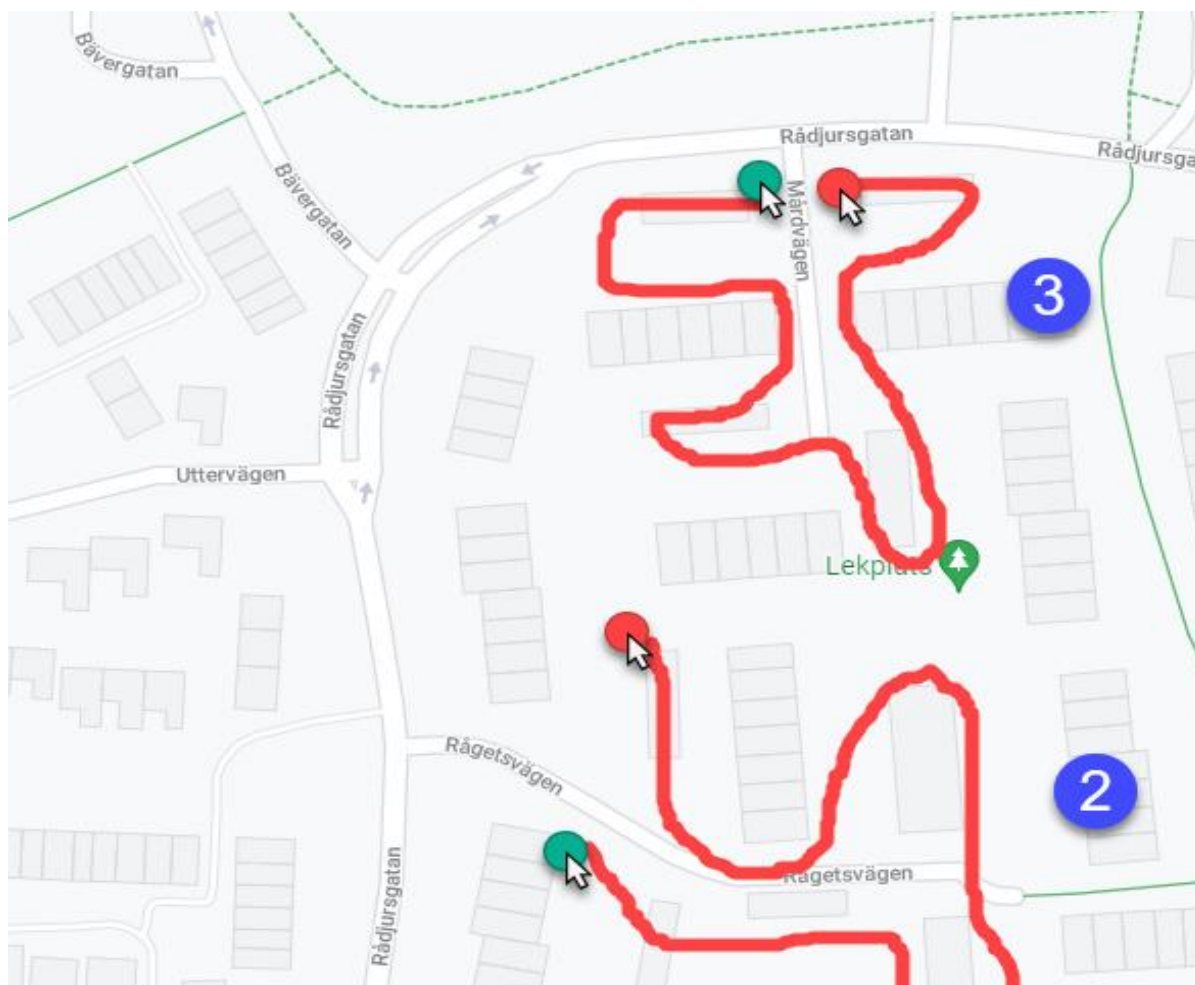 Bävergatan
Rådjursgatan
Rådjursga
Bävergatan
Mårdvägen
3
Rådjursgatan
Uttervägen
Lekplats
Rågetsvägen
2
Rågetsvägen
Rådjursgatan